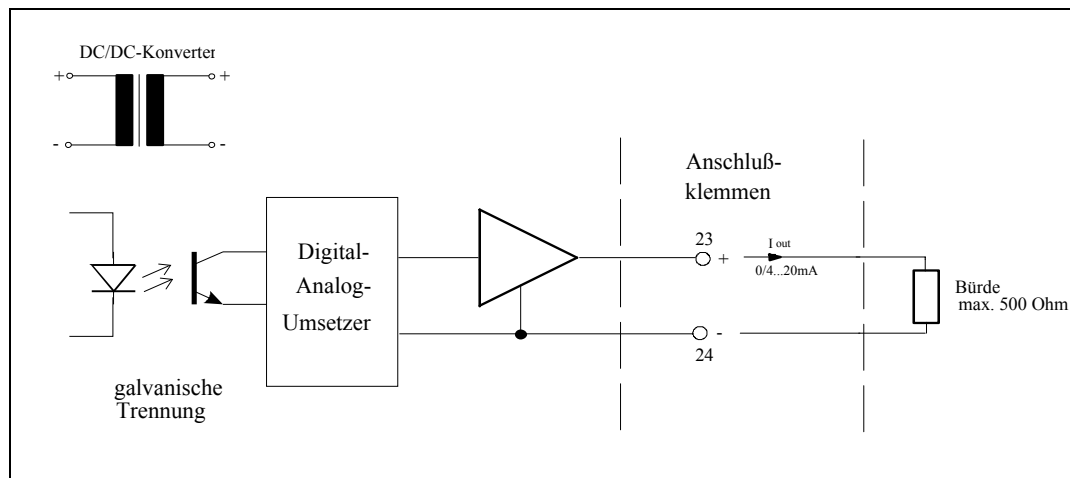 DC/DC-Konverter
+ +
- -
Anschluß-
klemmen
Digital-
Analog-
Umsetzer
23
+
I out
0/4...20mA
Bürde
max. 500 Ohm
-
24
galvanische
Trennung